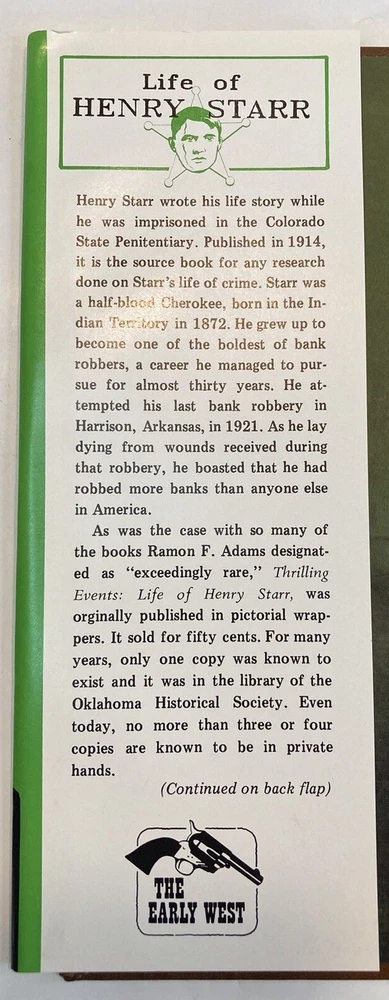 Life of
HENRY STARR
Henry Starr wrote his life story while
he was imprisoned in the Colorado
State Penitentiary. Published in 1914,
it is the source book for any research
done on Starr's life of crime. Starr was
a half-blood Cherokee, born in the In-
dian Territory in 1872. He grew up to
become one of the boldest of bank
robbers, a career he managed to pur-
sue for almost thirty years. He at-
tempted his last bank robbery in
Harrison, Arkansas, in 1921. As he lay
dying from wounds received during
that robbery, he boasted that he had
robbed more banks than anyone else
in America.
As was the case with so many of
the books Ramon F. Adams designat-
ed as “exceedingly rare,” Thrilling
Events: Life of Henry Starr, was
orginally published in pictorial wrap-
pers. It sold for fifty cents. For many
years, only one copy was known to
exist and it was in the library of the
Oklahoma Historical Society. Even
today, no more than three or four
copies are known to be in private
hands.
(Continued on back flap)
THE
EARLY WEST